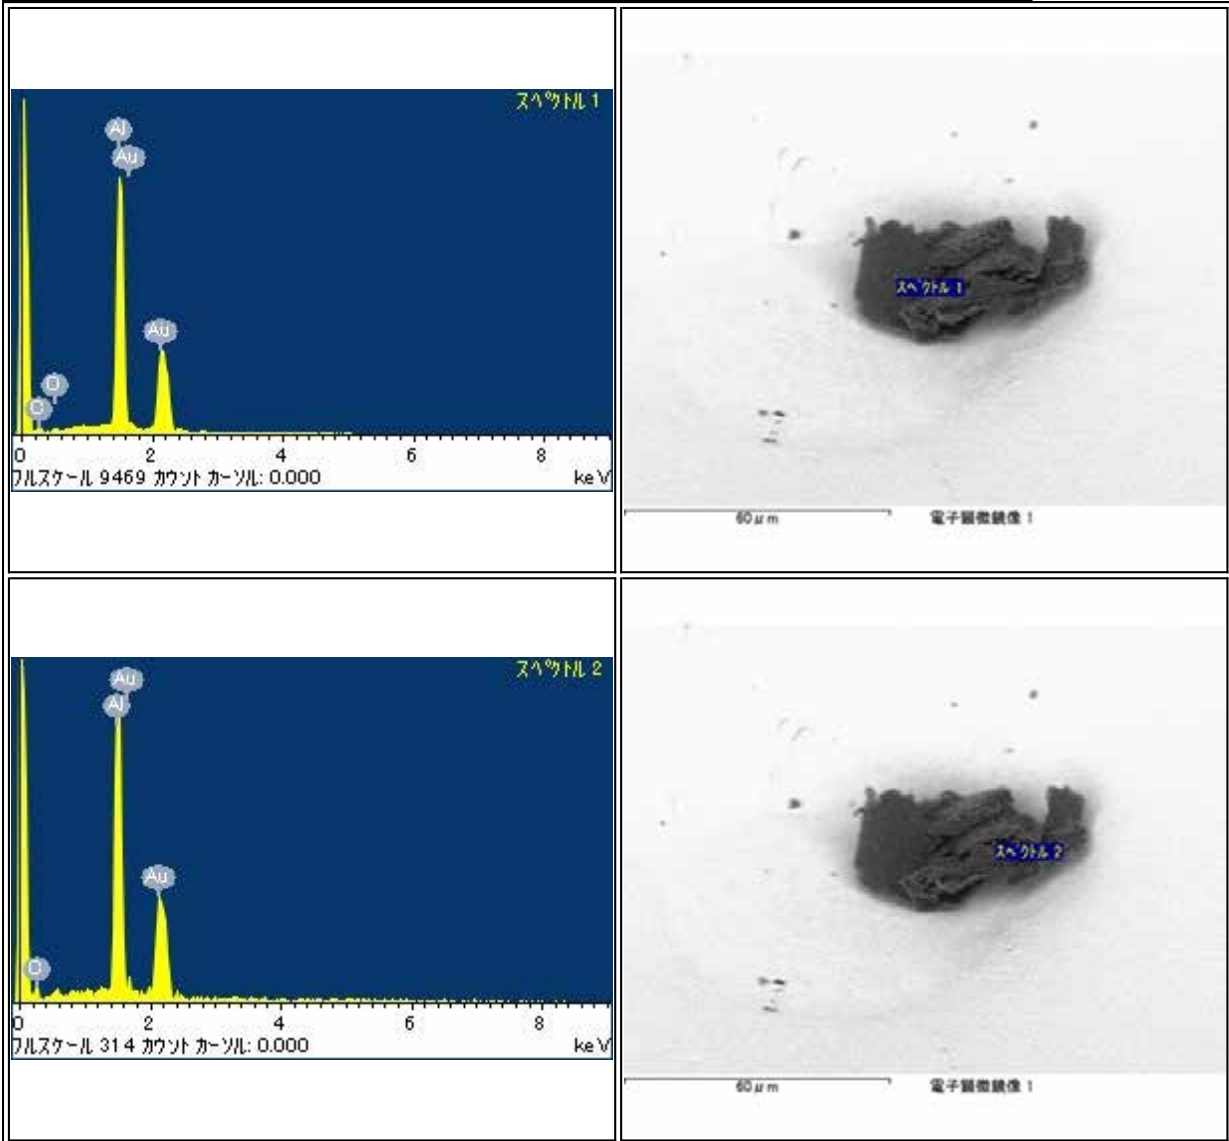 スペクトル 1
Al
Au
Au
O
C
0 2 4 6 8
フルスケール 9469 カウント カーソル: 0.000 keV
スペクトル 1
60μm 電子顕微鏡像 1
スペクトル 2
Au
Al
Au
C
0 2 4 6 8
フルスケール 314 カウント カーソル: 0.000 keV
スペクトル 2
60μm 電子顕微鏡像 1